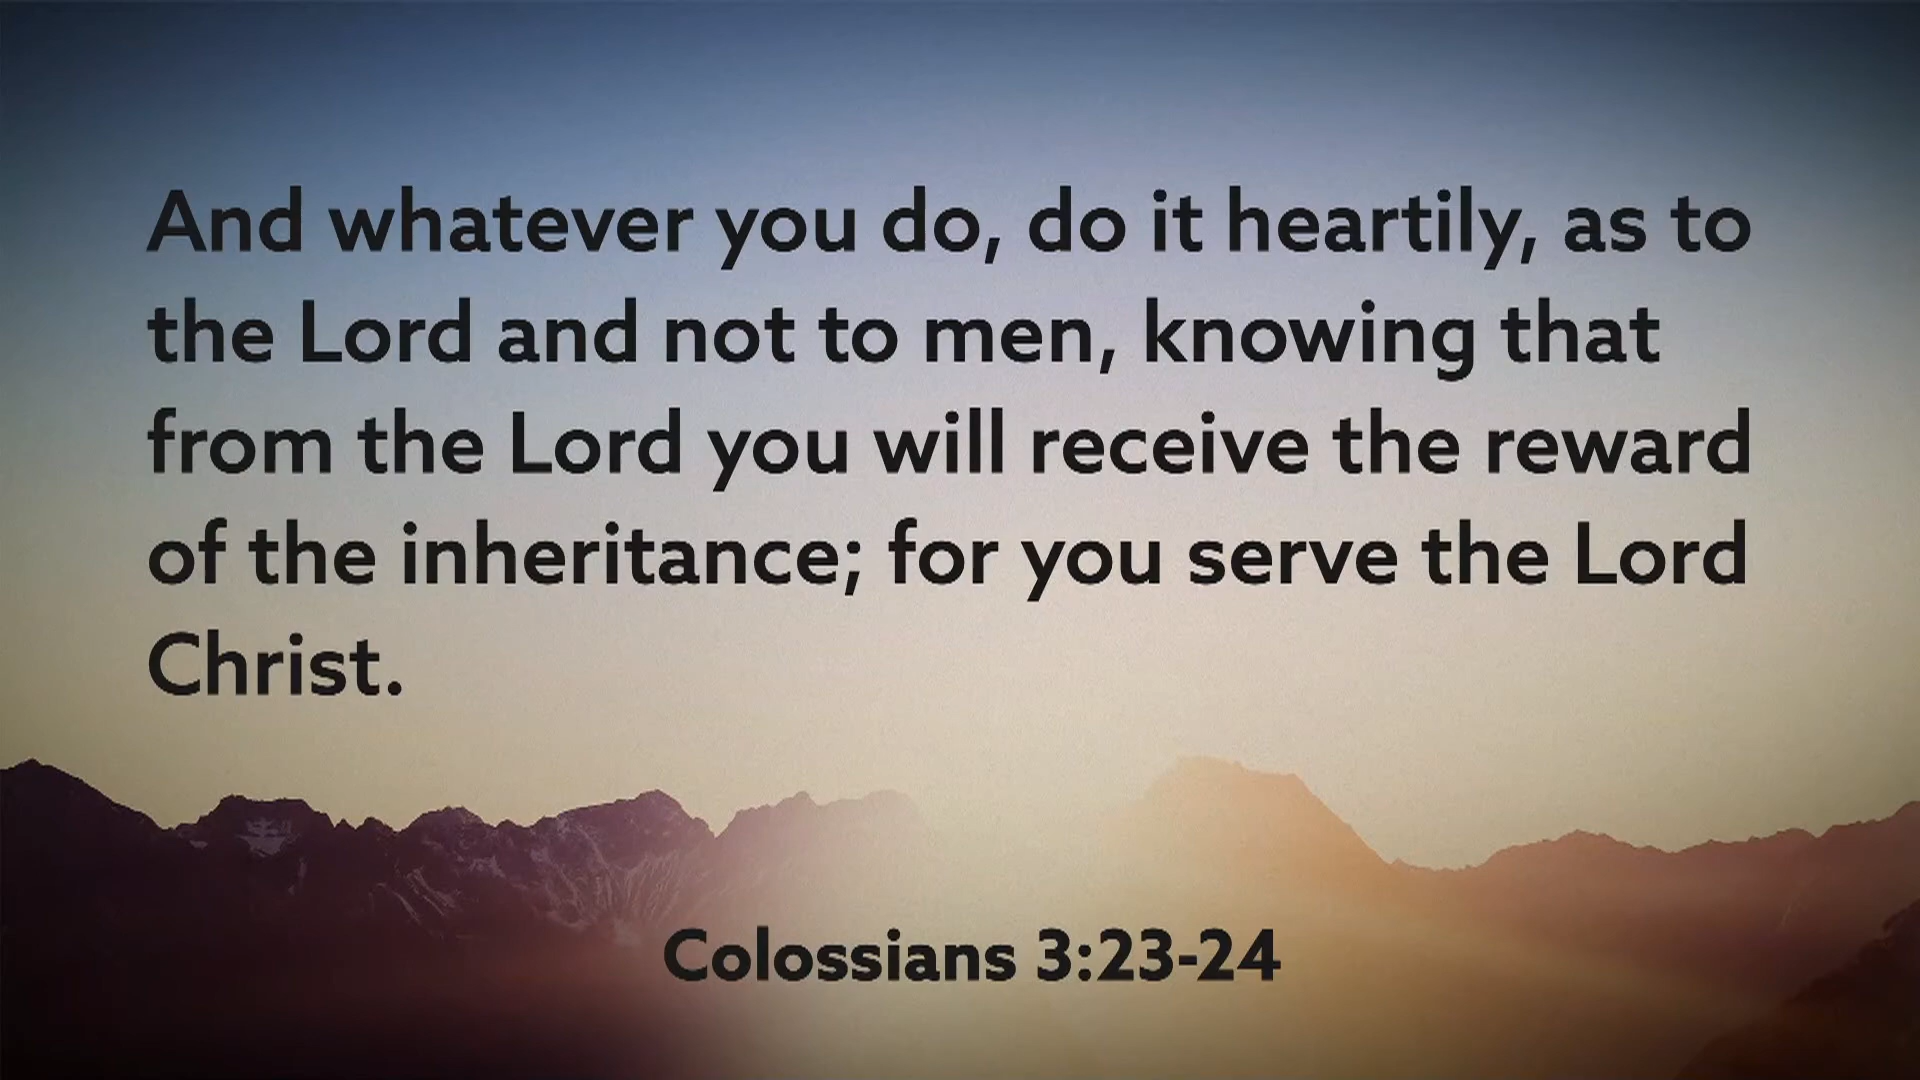 And whatever you do, do it heartily, as to
the Lord and not to men, knowing that
from the Lord you will receive the reward
of the inheritance; for you serve the Lord
Christ.
Colossians 3:23-24